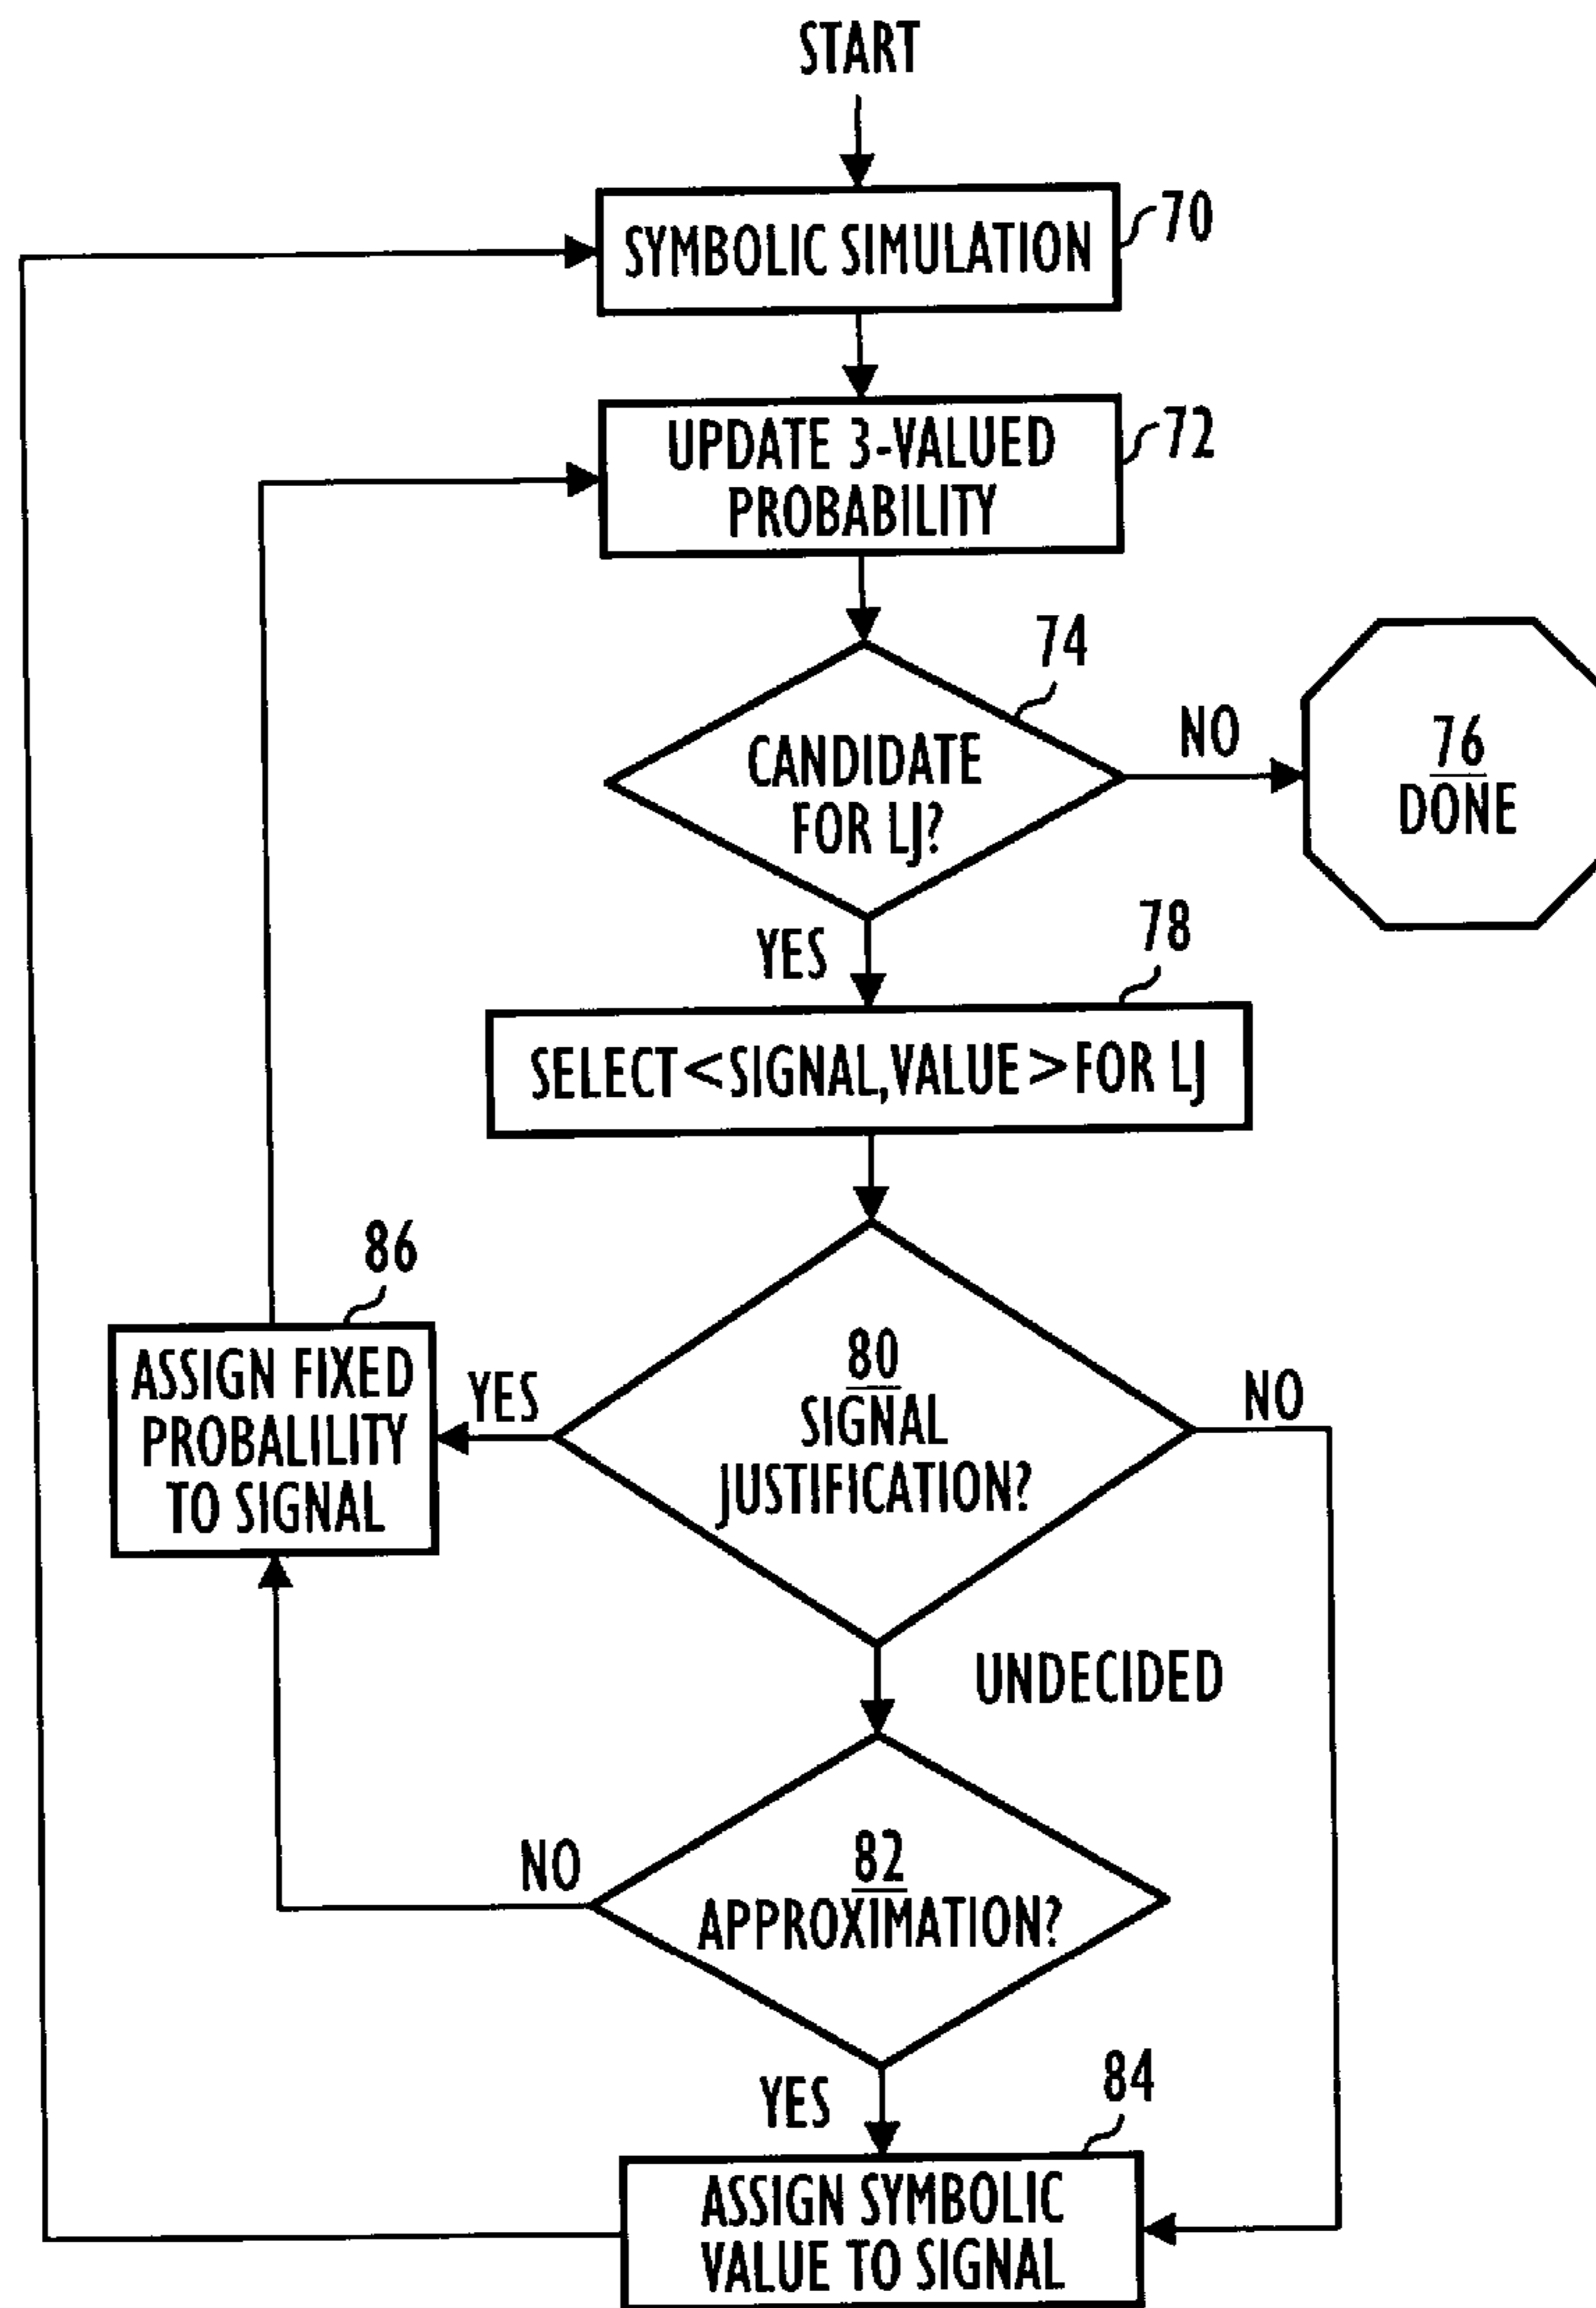 START
SYMBOLIC SIMULATION
70
UPDATE 3-VALUED
PROBABILITY
72
74
CANDIDATE
FOR LJ?
NO
76
DONE
YES
78
SELECT<SIGNAL,VALUE>FOR LJ
86
ASSIGN FIXED
PROBALILITY
TO SIGNAL
YES
80
SIGNAL
JUSTIFICATION?
NO
UNDECIDED
NO
82
APPROXIMATION?
YES
84
ASSIGN SYMBOLIC
VALUE TO SIGNAL